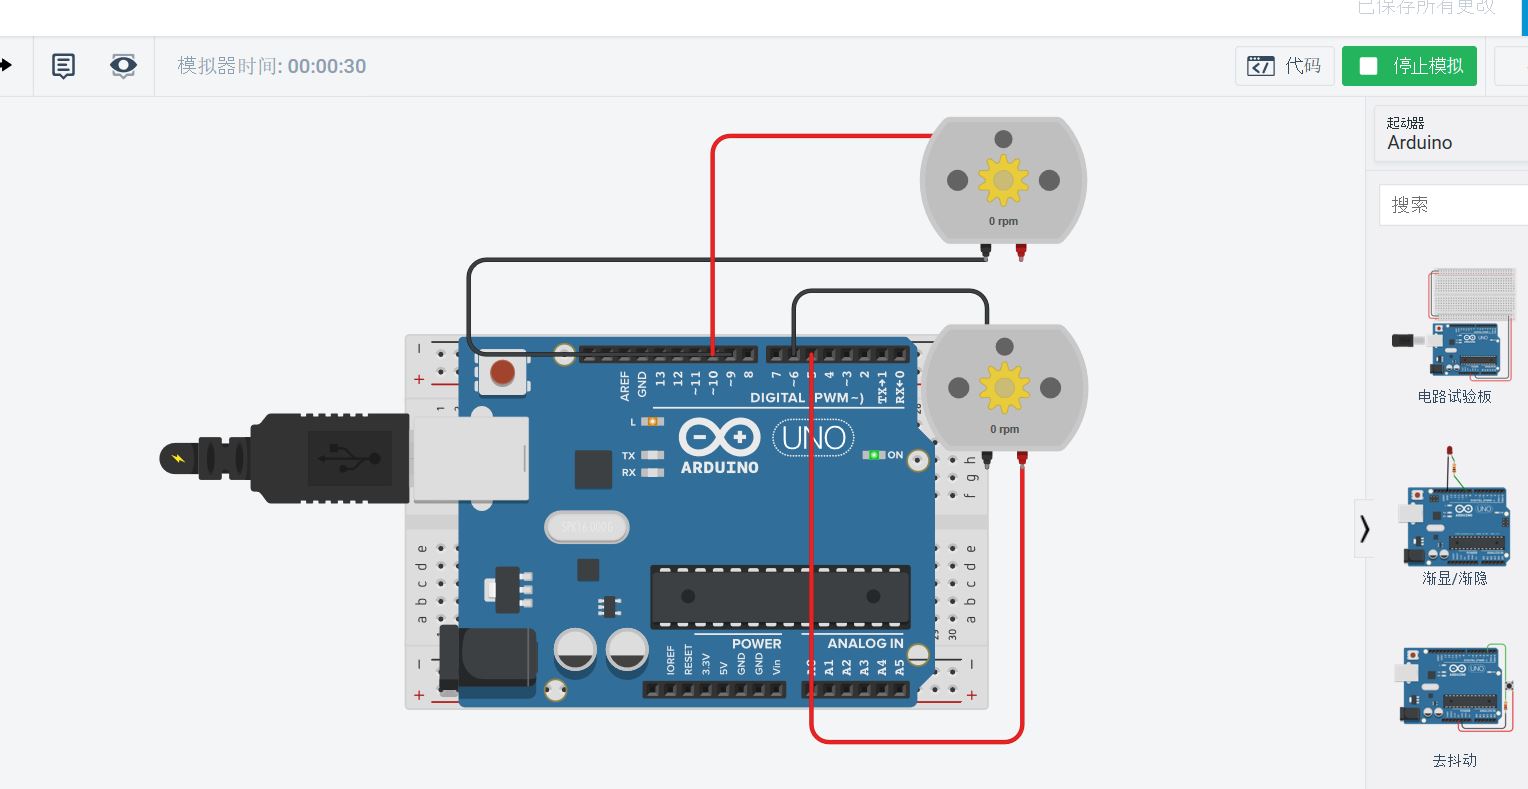 已保存所有更改
模拟器时间: 00:00:30
代码
停止模拟
起动器
Arduino
搜索
0 rpm
0 rpm
AREF
GND
13
12
~11
~10
~9
8
7
~6
5
4
~3
2
TX→1
RX←0
DIGITAL (PWM~)
L
TX
RX
ARDUINO
UNO
ON
SPK16.000G
1
h
g
f
e
d
c
b
a
e
d
c
b
a
30
POWER
ANALOG IN
IOREF
RESET
3.3V
5V
GND
GND
Vin
A0
A1
A2
A3
A4
A5
电路试验板
渐显/渐隐
去抖动